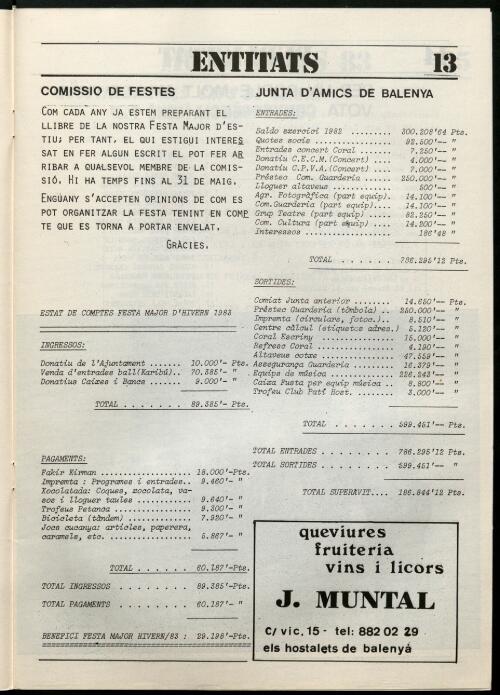 ENTITATS 13
COMISSIO DE FESTES
COM CADA ANY JA ESTEM PREPARANT EL
LLIBRE DE LA NOSTRA FESTA MAJOR D'ES-
TIU; PER TANT, EL QUI ESTIGUI INTERES
SAT EN FER ALGUN ESCRIT EL POT FER AR
RIBAR A QUALSEVOL MEMBRE DE LA COMIS-
SIÓ. HI HA TEMPS FINS AL 31 DE MAIG.
ENGUANY S'ACCEPTEN OPINIONS DE COM ES
POT ORGANITZAR LA FESTA TENINT EN COMP
TE QUE ES TORNA A PORTAR ENVELAT.
GRÀCIES.
ESTAT DE COMPTES FESTA MAJOR D'HIVERN 1983
INGRESSOS:
Donatiu de l'Ajuntament ...... 10.000'- Pts.
Venda d'entrades ball(Karibú).. 70.385'- "
Donatius Caixes i Bancs ...... 9.000'- "
TOTAL ........ 89.385'- Pts.
PAGAMENTS:
Fakir Kirman ................. 18.000'-Pts.
Impremta : Programes i entrades.. 9.460'- "
Xocolatada: Coques, xocolata, va-
sos i lloguer taules ........... 9.640'- "
Trofeus Petanca ................ 9.300'- "
Bicicleta (tàndem) ............. 7.920'- "
Jocs cucanya: articles, paperera,
caramels, etc. ................. 5.867'- "
TOTAL ...... 60.187'-Pts.
TOTAL INGRESSOS ....... 89.385'-Pts.
TOTAL PAGAMENTS ....... 60.187'- "
BENEFICI FESTA MAJOR HIVERN/83 : 29.198'-Pts.
JUNTA D'AMICS DE BALENYA
ENTRADES:
Saldo exercici 1982 ......... 300.208'64 Pts.
Quotes socis ................ 92.500'-- "
Entrades concert Coral ....... 7.250'-- "
Donatiu C.E.C.M.(Concert) .... 4.000'-- "
Donatiu C.P.V.A.(Concert) .... 7.000'-- "
Préstec Com. Guarderia ...... 250.000'-- "
Lloguer altaveus ............. 500'-- "
Agr. Fotogràfica (part equip). 14.100'-- "
Com.Guarderia (part equip).... 14.100'-- "
Grup Teatre (part equip) ..... 82.250'-- "
Com. Cultura (part equip) .... 14.200'-- "
Interessos ................... 186'48 "
TOTAL ....... 786.295'12 Pts.
SORTIDES:
Comiat Junta anterior ........ 14.650'-- Pts.
Préstec Guarderia (tómbola) .. 250.000'-- "
Impremta (circulars, fotoc.).. 8.510'-- "
Centre càlcul (etiquetes adres.) 5.120'-- "
Coral Escriny ................ 15.000'-- "
Refresc Coral ................ 4.190'-- "
Altaveus cotxe ............... 47.559'-- "
Assegurança Guarderia ........ 16.379'-- "
Equips de música ............. 226.243'-- "
Caixa Fusta per equip música .. 8.800'-- "
Trofeu Club Patí Host. ....... 3.000'-- "
TOTAL ....... 599.451'-- Pts.
TOTAL ENTRADES ........ 786.295'12 Pts.
TOTAL SORTIDES ........ 599.451'-- "
TOTAL SUPERAVIT.... 186.844'12 Pts.
queviures
fruiteria
vins i licors
J. MUNTAL
C/ vic, 15 - tel: 882 02 29
els hostalets de balenyá